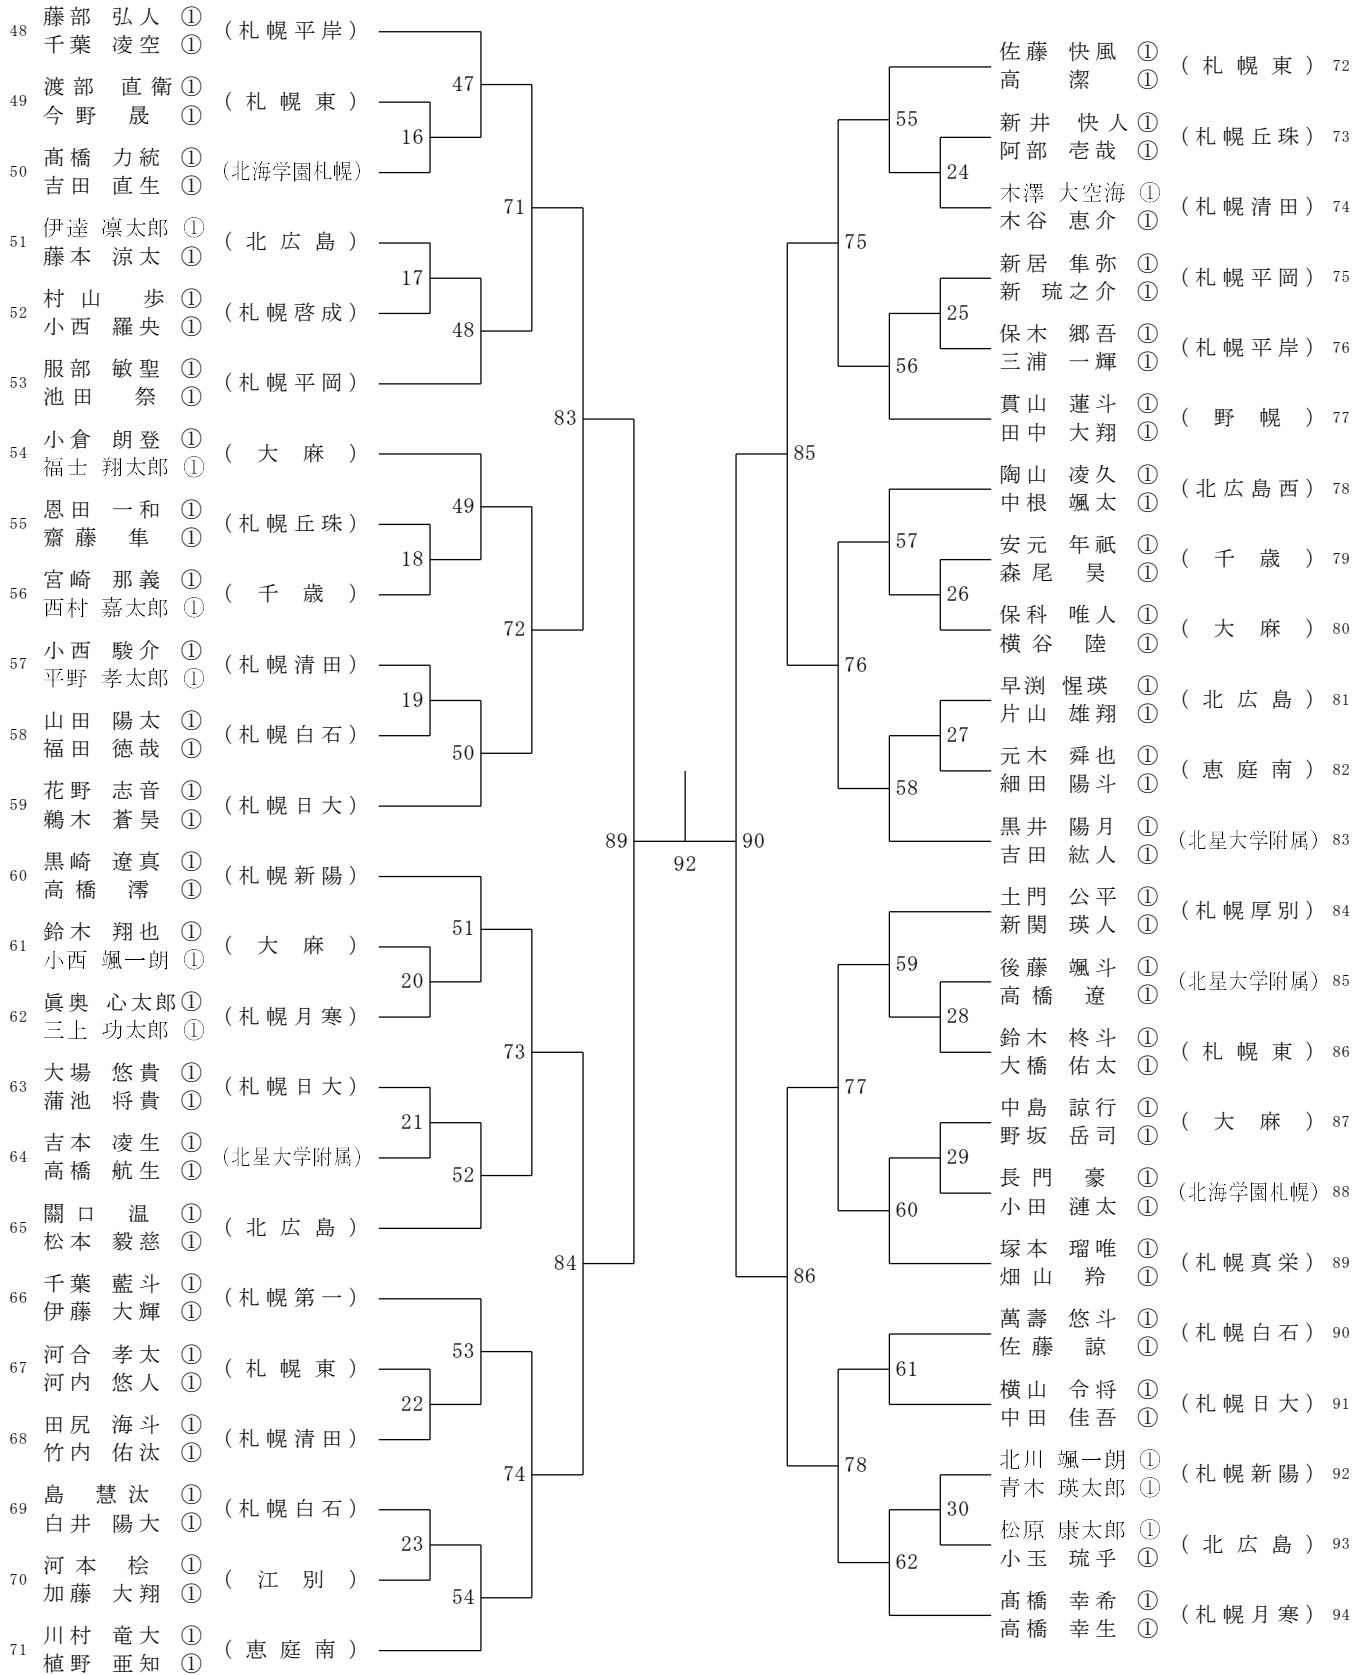 48 藤部 弘人 ① (札幌平岸)
千葉 凌空 ①
49 渡部 直衛 ① (札幌東)
今野 晟 ①
50 髙橋 力統 ① (北海学園札幌)
吉田 直生 ①
51 伊達 凛太郎 ① (北広島)
藤本 涼太 ①
52 村山 歩 ① (札幌啓成)
小西 羅央 ①
53 服部 敏聖 ① (札幌平岡)
池田 祭 ①
54 小倉 朗登 ① (大麻)
福士 翔太郎 ①
55 恩田 一和 ① (札幌丘珠)
齋藤 隼 ①
56 宮崎 那義 ① (千歳)
西村 嘉太郎 ①
57 小西 駿介 ① (札幌清田)
平野 孝太郎 ①
58 山田 陽太 ① (札幌白石)
福田 徳哉 ①
59 花野 志音 ① (札幌日大)
鵜木 蒼昊 ①
60 黒崎 遼真 ① (札幌新陽)
高橋 澪 ①
61 鈴木 翔也 ① (大麻)
小西 颯一朗 ①
62 眞奥 心太郎 ① (札幌月寒)
三上 功太郎 ①
63 大場 悠貴 ① (札幌日大)
蒲池 将貴 ①
64 吉本 凌生 ① (北星大学附属)
高橋 航生 ①
65 關口 温 ① (北広島)
松本 毅慈 ①
66 千葉 藍斗 ① (札幌第一)
伊藤 大輝 ①
67 河合 孝太 ① (札幌東)
河内 悠人 ①
68 田尻 海斗 ① (札幌清田)
竹内 佑汰 ①
69 島 慧汰 ① (札幌白石)
白井 陽大 ①
70 河本 桧 ① (江別)
加藤 大翔 ①
71 川村 竜大 ① (恵庭南)
植野 亜知 ①
16
17
18
19
20
21
22
23
47
48
49
50
51
52
53
54
71
72
73
74
83
84
89
92
90
85
86
75
76
77
78
55
56
57
58
59
60
61
62
24
25
26
27
28
29
30
佐藤 快風 ① (札幌東) 72
高 潔 ①
新井 快人 ① (札幌丘珠) 73
阿部 壱哉 ①
木澤 大空海 ① (札幌清田) 74
木谷 恵介 ①
新居 隼弥 ① (札幌平岡) 75
新 琉之介 ①
保木 郷吾 ① (札幌平岸) 76
三浦 一輝 ①
貫山 蓮斗 ① (野幌) 77
田中 大翔 ①
陶山 凌久 ① (北広島西) 78
中根 颯太 ①
安元 年祇 ① (千歳) 79
森尾 昊 ①
保科 唯人 ① (大麻) 80
横谷 陸 ①
早渕 惺瑛 ① (北広島) 81
片山 雄翔 ①
元木 舜也 ① (恵庭南) 82
細田 陽斗 ①
黒井 陽月 ① (北星大学附属) 83
吉田 紘人 ①
土門 公平 ① (札幌厚別) 84
新関 瑛人 ①
後藤 颯斗 ① (北星大学附属) 85
高橋 遼 ①
鈴木 柊斗 ① (札幌東) 86
大橋 佑太 ①
中島 諒行 ① (大麻) 87
野坂 岳司 ①
長門 豪 ① (北海学園札幌) 88
小田 漣太 ①
塚本 瑠唯 ① (札幌真栄) 89
畑山 羚 ①
萬壽 悠斗 ① (札幌白石) 90
佐藤 諒 ①
横山 令将 ① (札幌日大) 91
中田 佳吾 ①
北川 颯一朗 ① (札幌新陽) 92
青木 瑛太郎 ①
松原 康太郎 ① (北広島) 93
小玉 琉乎 ①
髙橋 幸希 ① (札幌月寒) 94
高橋 幸生 ①